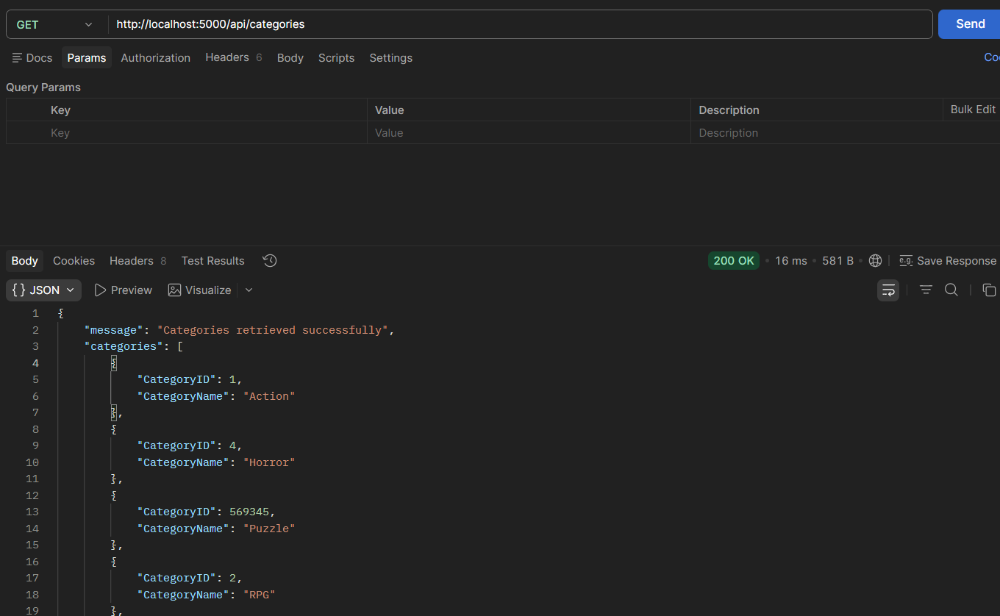 GET http://localhost:5000/api/categories Send
Docs Params Authorization Headers 6 Body Scripts Settings Coo
Query Params
Key Value Description Bulk Edit
Key Value Description
Body Cookies Headers 8 Test Results 200 OK • 16 ms • 581 B • e.g. Save Response
{} JSON Preview Visualize
1 {
2 "message": "Categories retrieved successfully",
3 "categories": [
4 {
5 "CategoryID": 1,
6 "CategoryName": "Action"
7 },
8 {
9 "CategoryID": 4,
10 "CategoryName": "Horror"
11 },
12 {
13 "CategoryID": 569345,
14 "CategoryName": "Puzzle"
15 },
16 {
17 "CategoryID": 2,
18 "CategoryName": "RPG"
19 },